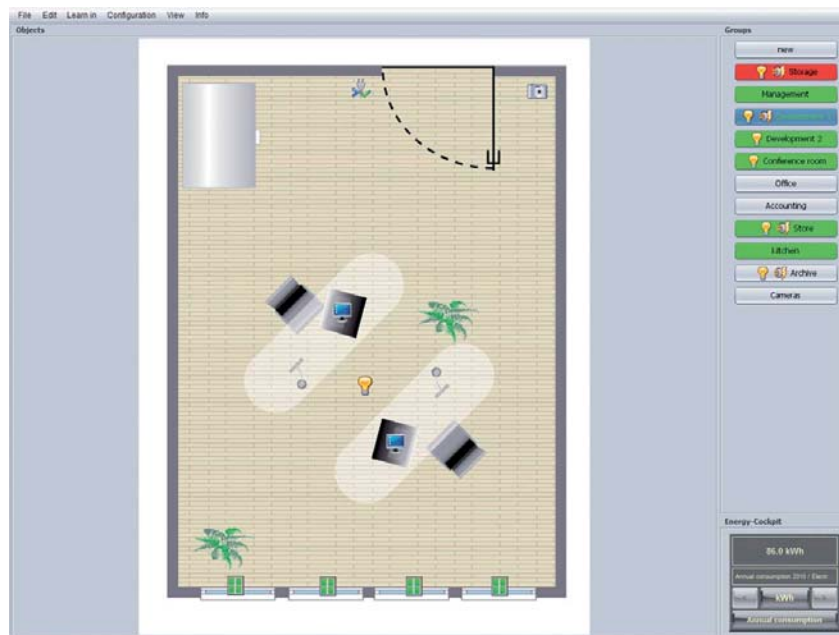 File Edit Learn in Configuration View Info
Objects
Groups
new
Storage
Management
Development 2
Conference room
Office
Accounting
Store
kitchen
Archive
Cameras
Energy-Cockpit
86.0 kWh
Annual consumption 2010 / Electr
< kWh >
Annual consumption